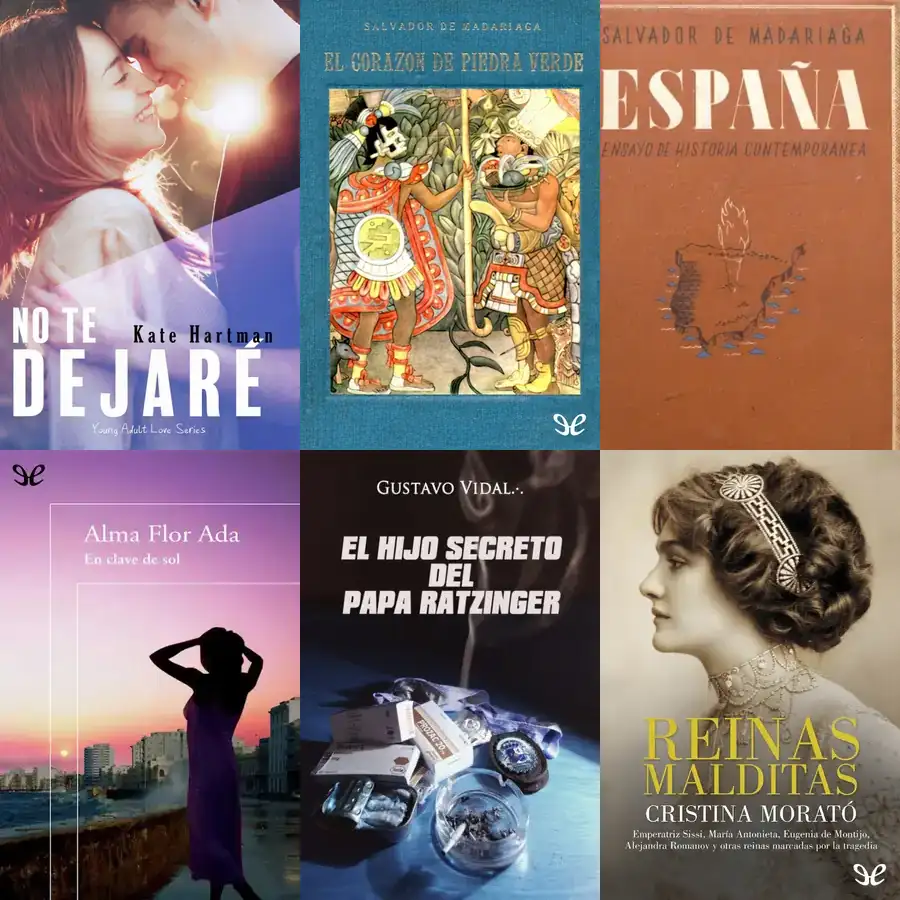 NO TE
Kate Hartman
DEJARÉ
Young Adult Love Series
SALVADOR DE MADARIAGA
EL CORAZON DE PIEDRA VERDE
SALVADOR DE MADARIAGA
ESPAÑA
ENSAYO DE HISTORIA CONTEMPORANEA
Alma Flor Ada
En clave de sol
GUSTAVO VIDAL.·.
EL HIJO SECRETO
DEL
PAPA RATZINGER
PROZAC 20
REINAS
MALDITAS
CRISTINA MORATÓ
Emperatriz Sissi, María Antonieta, Eugenia de Montijo,
Alejandra Romanov y otras reinas marcadas por la tragedia